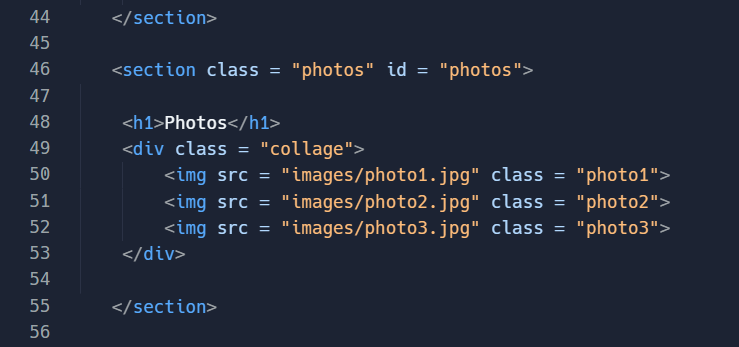 44 </section>
45
46 <section class = "photos" id = "photos">
47
48 <h1>Photos</h1>
49 <div class = "collage">
50 <img src = "images/photo1.jpg" class = "photo1">
51 <img src = "images/photo2.jpg" class = "photo2">
52 <img src = "images/photo3.jpg" class = "photo3">
53 </div>
54
55 </section>
56